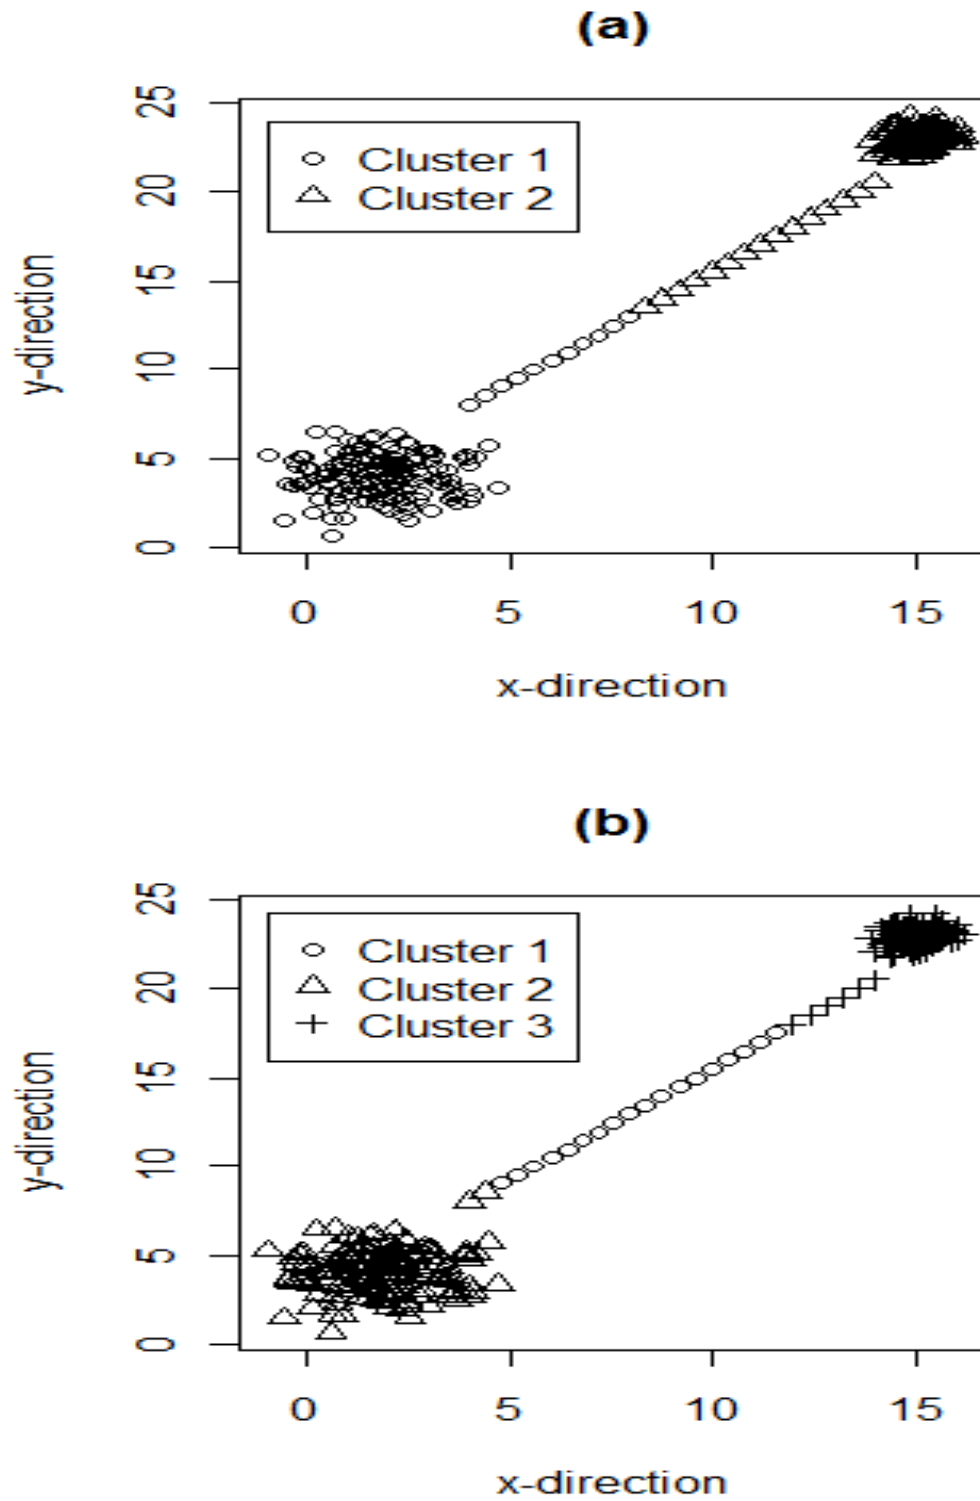 (a)
Cluster 1
Cluster 2
25
20
15
10
5
0
y-direction
0 5 10 15
x-direction
(b)
Cluster 1
Cluster 2
Cluster 3
25
20
15
10
5
0
y-direction
0 5 10 15
x-direction